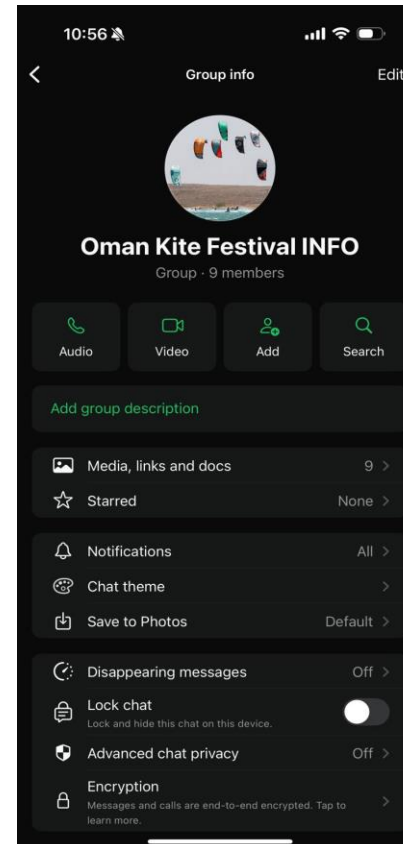 10:56
Group info
Edit
Oman Kite Festival INFO
Group · 9 members
Audio Video Add Search
Add group description
Media, links and docs 9
Starred None
Notifications All
Chat theme
Save to Photos Default
Disappearing messages Off
Lock chat
Lock and hide this chat on this device.
Advanced chat privacy Off
Encryption
Messages and calls are end-to-end encrypted. Tap to
learn more.